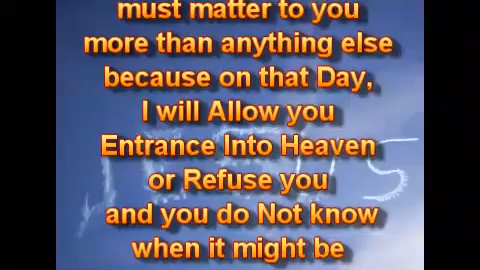 must matter to you
more than anything else
because on that Day,
I will Allow you
Entrance Into Heaven
or Refuse you
and you do Not know
when it might be